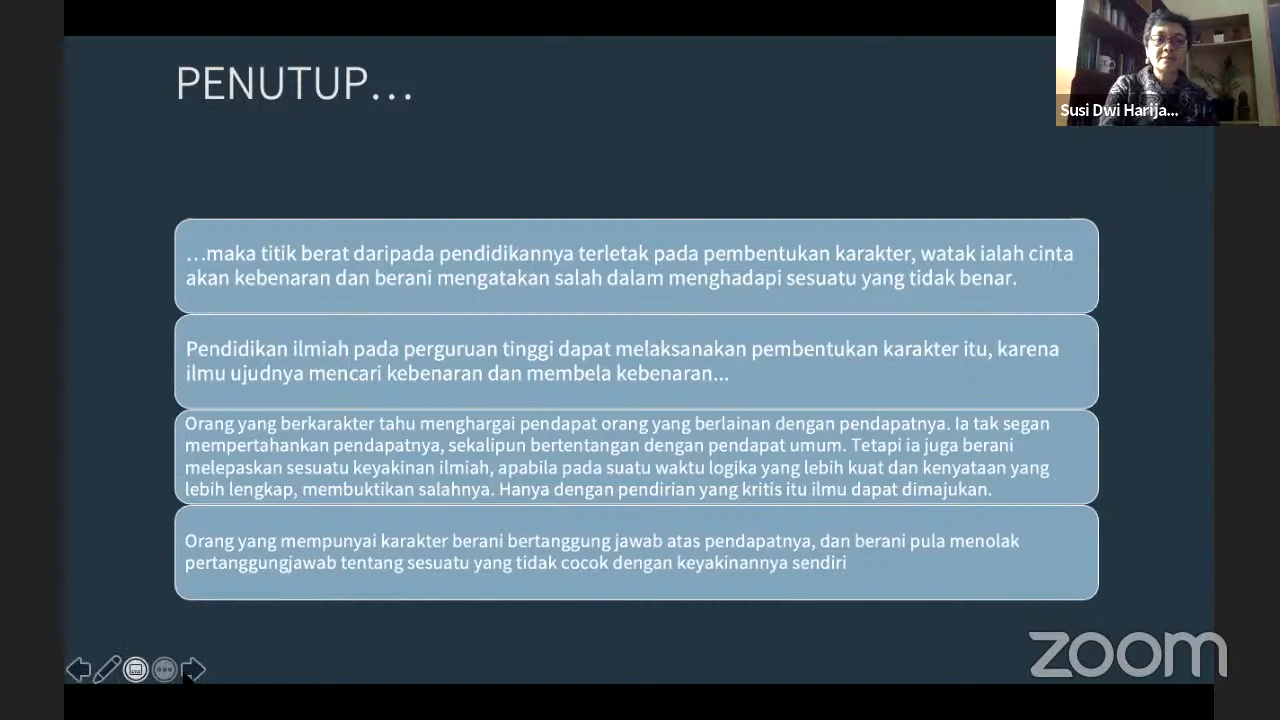 PENUTUP...
Susi Dwi Harija...
...maka titik berat daripada pendidikannya terletak pada pembentukan karakter, watak ialah cinta
akan kebenaran dan berani mengatakan salah dalam menghadapi sesuatu yang tidak benar.
Pendidikan ilmiah pada perguruan tinggi dapat melaksanakan pembentukan karakter itu, karena
ilmu ujudnya mencari kebenaran dan membela kebenaran...
Orang yang berkarakter tahu menghargai pendapat orang yang berlainan dengan pendapatnya. Ia tak segan
mempertahankan pendapatnya, sekalipun bertentangan dengan pendapat umum. Tetapi ia juga berani
melepaskan sesuatu keyakinan ilmiah, apabila pada suatu waktu logika yang lebih kuat dan kenyataan yang
lebih lengkap, membuktikan salahnya. Hanya dengan pendirian yang kritis itu ilmu dapat dimajukan.
Orang yang mempunyai karakter berani bertanggung jawab atas pendapatnya, dan berani pula menolak
pertanggungjawab tentang sesuatu yang tidak cocok dengan keyakinannya sendiri
zoom